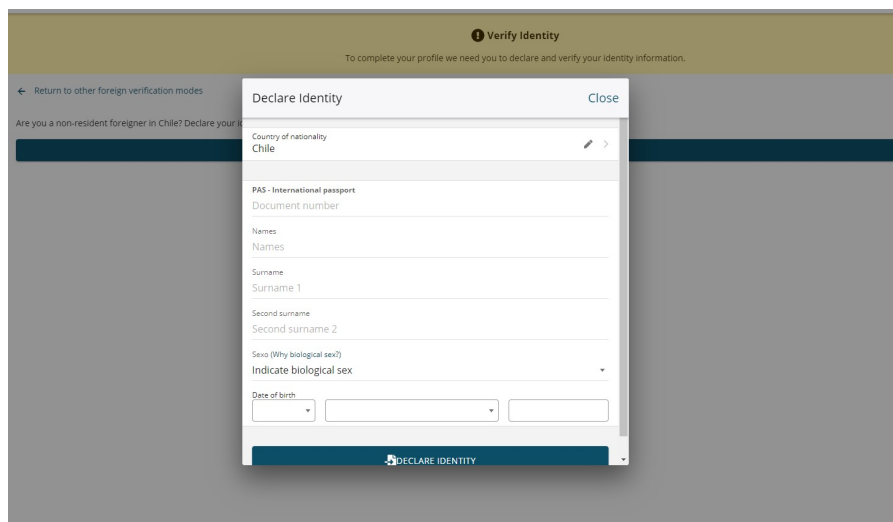 Verify Identity
To complete your profile we need you to declare and verify your identity information.
Return to other foreign verification modes
Are you a non-resident foreigner in Chile? Declare your
Declare Identity
Close
Country of nationality
Chile
PAS - International passport
Document number
Names
Names
Surname
Surname 1
Second surname
Second surname 2
Sexo (Why biological sex?)
Indicate biological sex
Date of birth
DECLARE IDENTITY